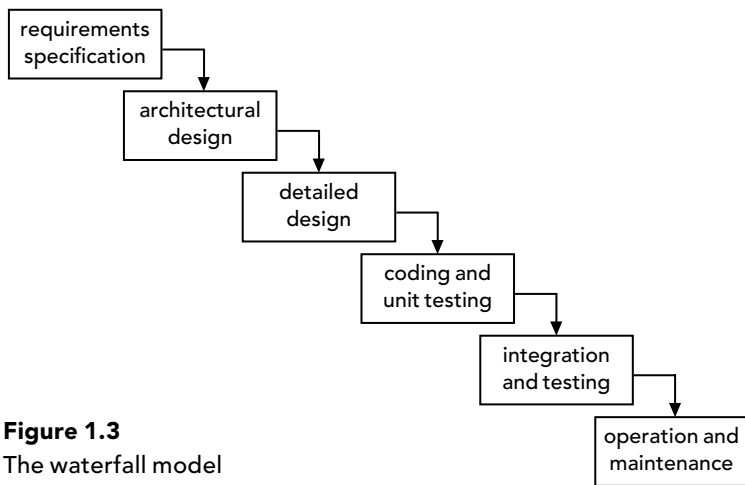 requirements
specification
architectural
design
detailed
design
coding and
unit testing
integration
and testing
operation and
maintenance
Figure 1.3
The waterfall model